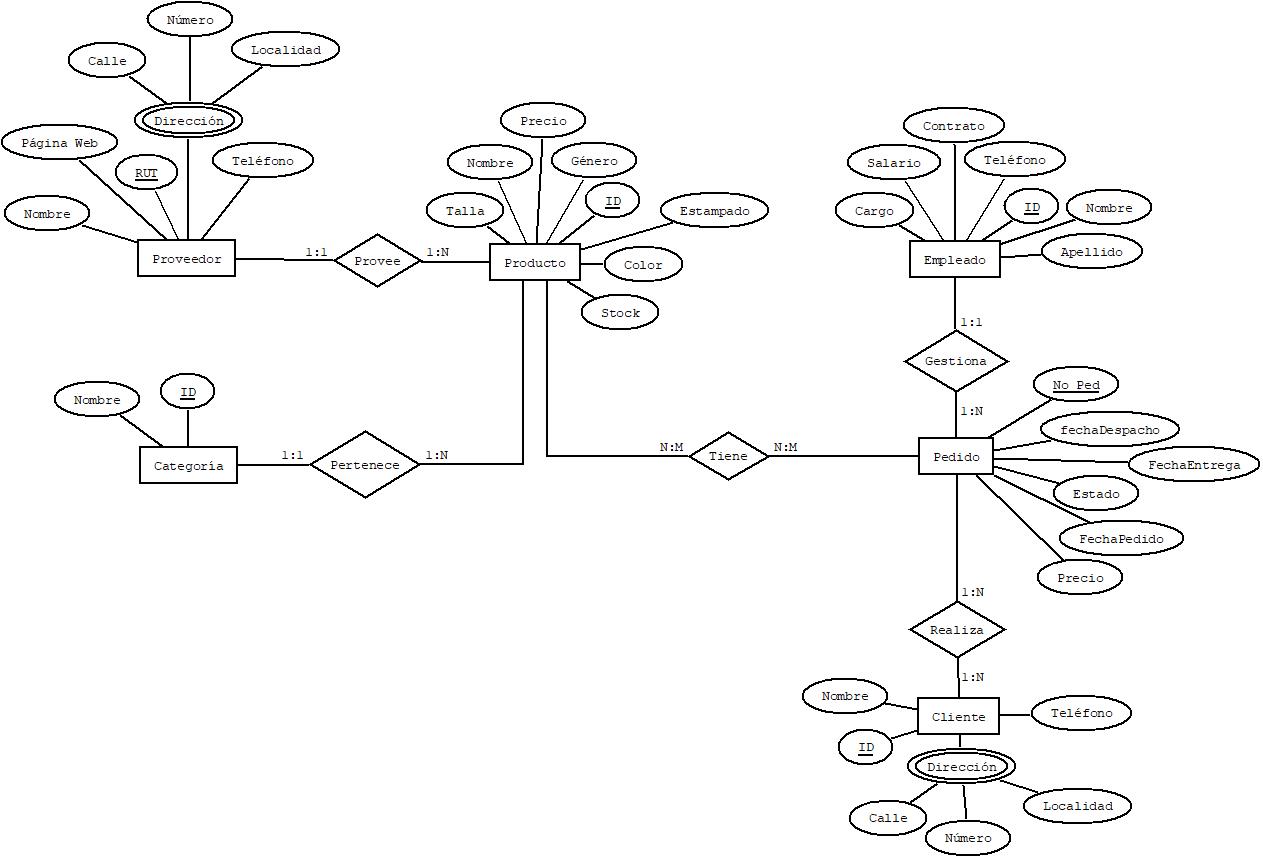 Número
Calle
Localidad
Dirección
Página Web
RUT
Teléfono
Nombre
Proveedor
1:1
Provee
1:N
Precio
Nombre
Género
Talla
ID
Estampado
Producto
Color
Stock
Contrato
Salario
Teléfono
Cargo
ID
Nombre
Empleado
Apellido
1:1
Gestiona
1:N
Nombre
ID
Categoría
1:1
Pertenece
1:N
N:M
Tiene
N:M
Pedido
No Ped
fechaDespacho
FechaEntrega
Estado
FechaPedido
Precio
1:N
Realiza
1:N
Nombre
Cliente
Teléfono
ID
Dirección
Calle
Número
Localidad